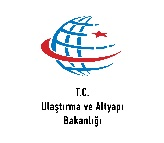 T.C.
Ulaştırma ve Altyapı
Bakanlığı